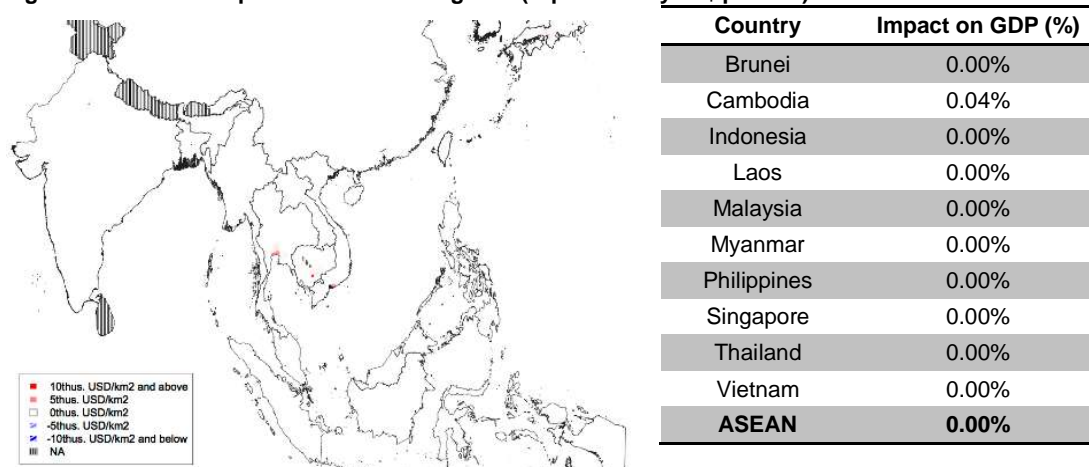 Country Impact on GDP (%)
Brunei 0.00%
Cambodia 0.04%
Indonesia 0.00%
Laos 0.00%
Malaysia 0.00%
Myanmar 0.00%
Philippines 0.00%
Singapore 0.00%
Thailand 0.00%
Vietnam 0.00%
ASEAN 0.00%
10thus. USD/km2 and above
5thus. USD/km2
0thus. USD/km2
-5thus. USD/km2
-10thus. USD/km2 and below
NA